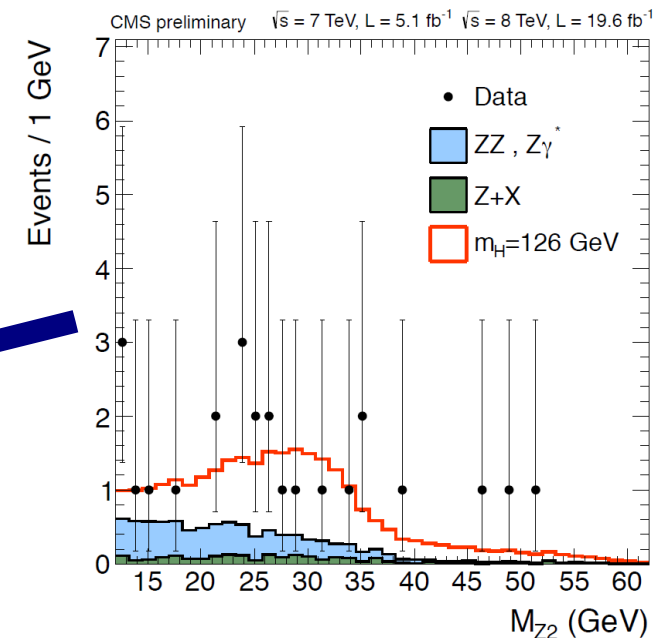 CMS preliminary √s = 7 TeV, L = 5.1 fb⁻¹ √s = 8 TeV, L = 19.6 fb⁻¹
Events / 1 GeV
7
6
5
4
3
2
1
0
Data
ZZ , Zγ*
Z+X
m_H=126 GeV
15 20 25 30 35 40 45 50 55 60
M_Z2 (GeV)